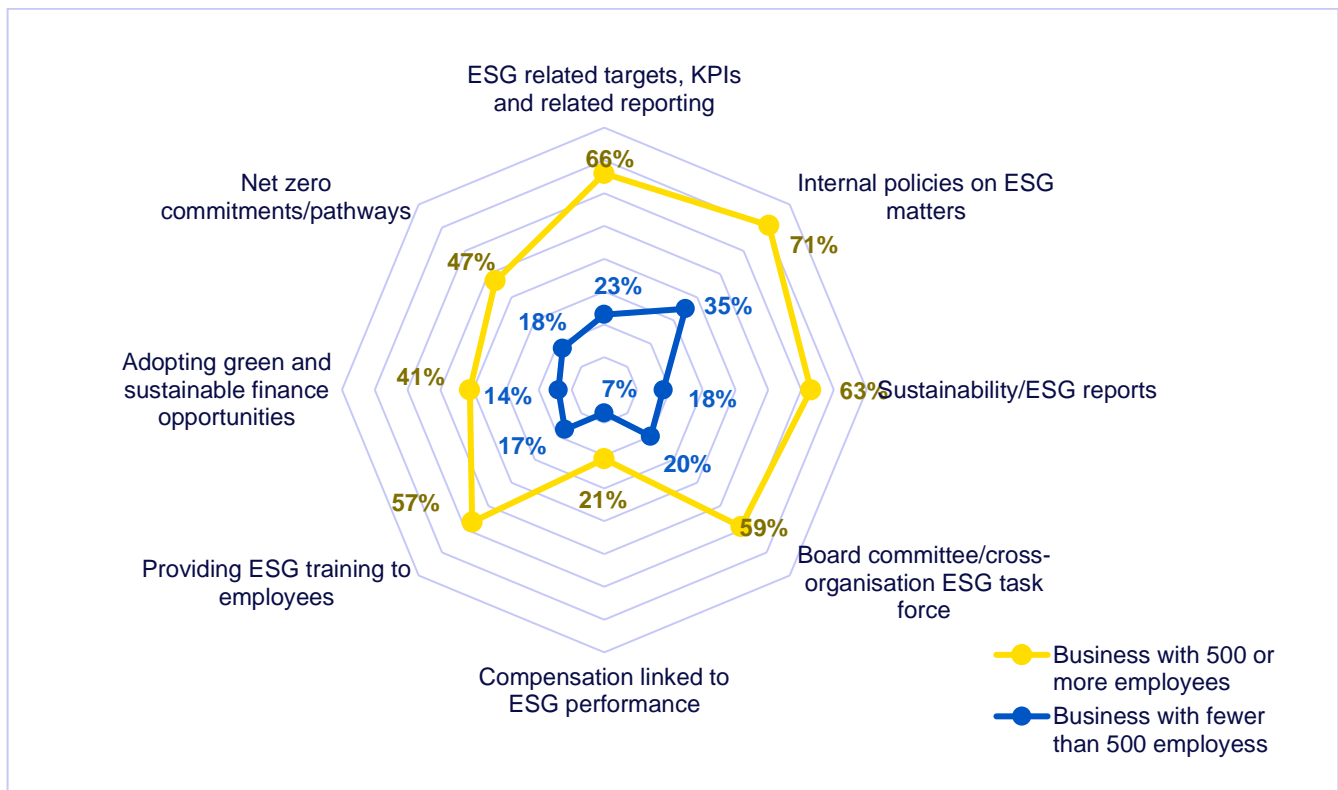 ESG related targets, KPIs
and related reporting
66%
Net zero
commitments/pathways
Internal policies on ESG
matters
71%
47%
23%
35%
18%
Adopting green and
sustainable finance
opportunities
41%
14%
7%
18%
63%
Sustainability/ESG reports
17%
20%
57%
21%
59%
Providing ESG training to
employees
Board committee/cross-
organisation ESG task
force
Compensation linked to
ESG performance
Business with 500 or
more employees
Business with fewer
than 500 employess